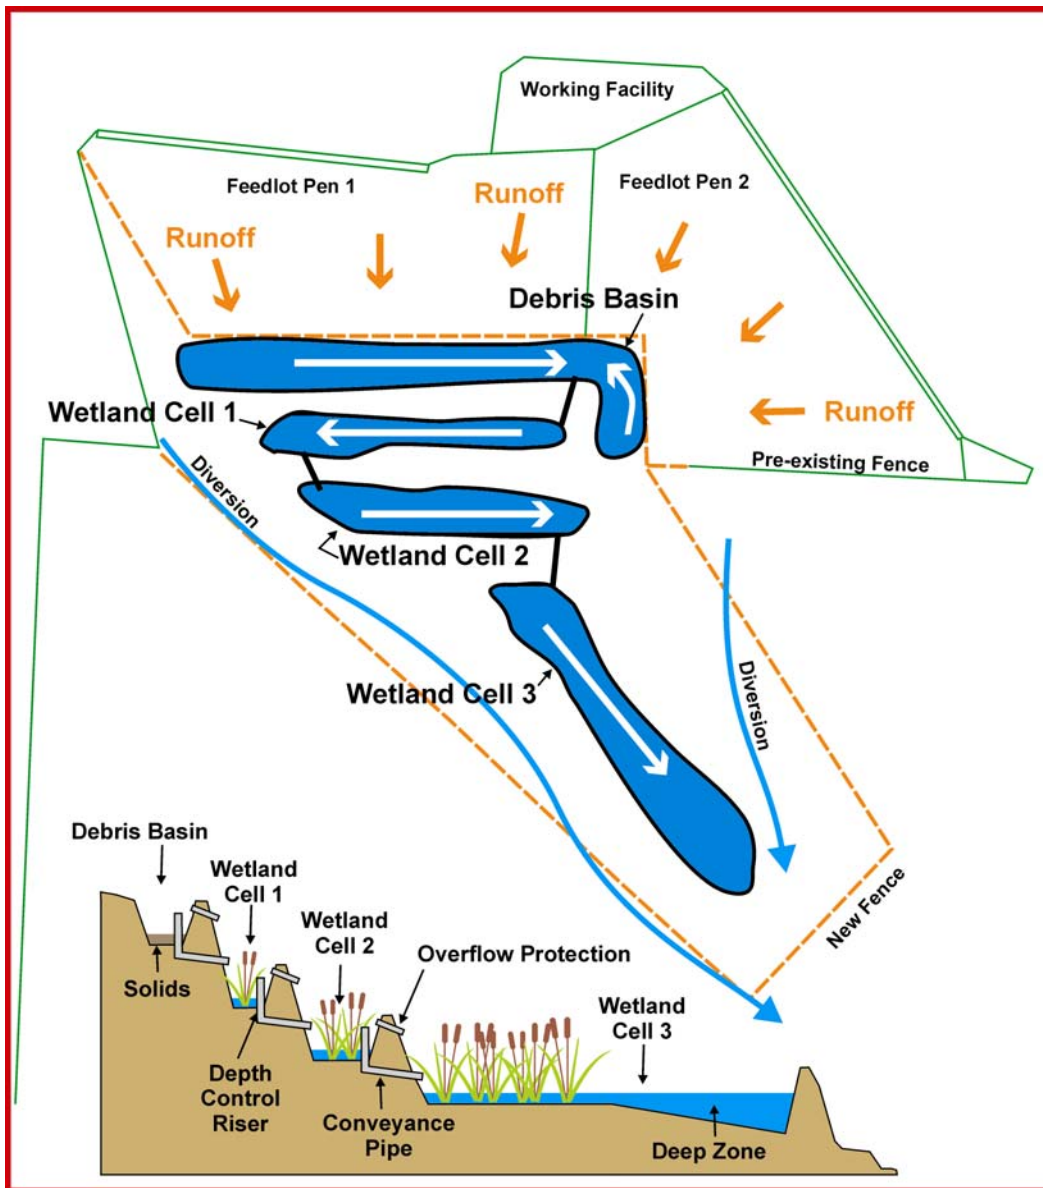 Working Facility
Feedlot Pen 1
Feedlot Pen 2
Runoff
Runoff
Debris Basin
Wetland Cell 1
Runoff
Pre-existing Fence
Diversion
Wetland Cell 2
Wetland Cell 3
Diversion
New Fence
Debris Basin
Wetland
Cell 1
Wetland
Cell 2
Overflow Protection
Solids
Wetland
Cell 3
Depth
Control
Riser
Conveyance
Pipe
Deep Zone